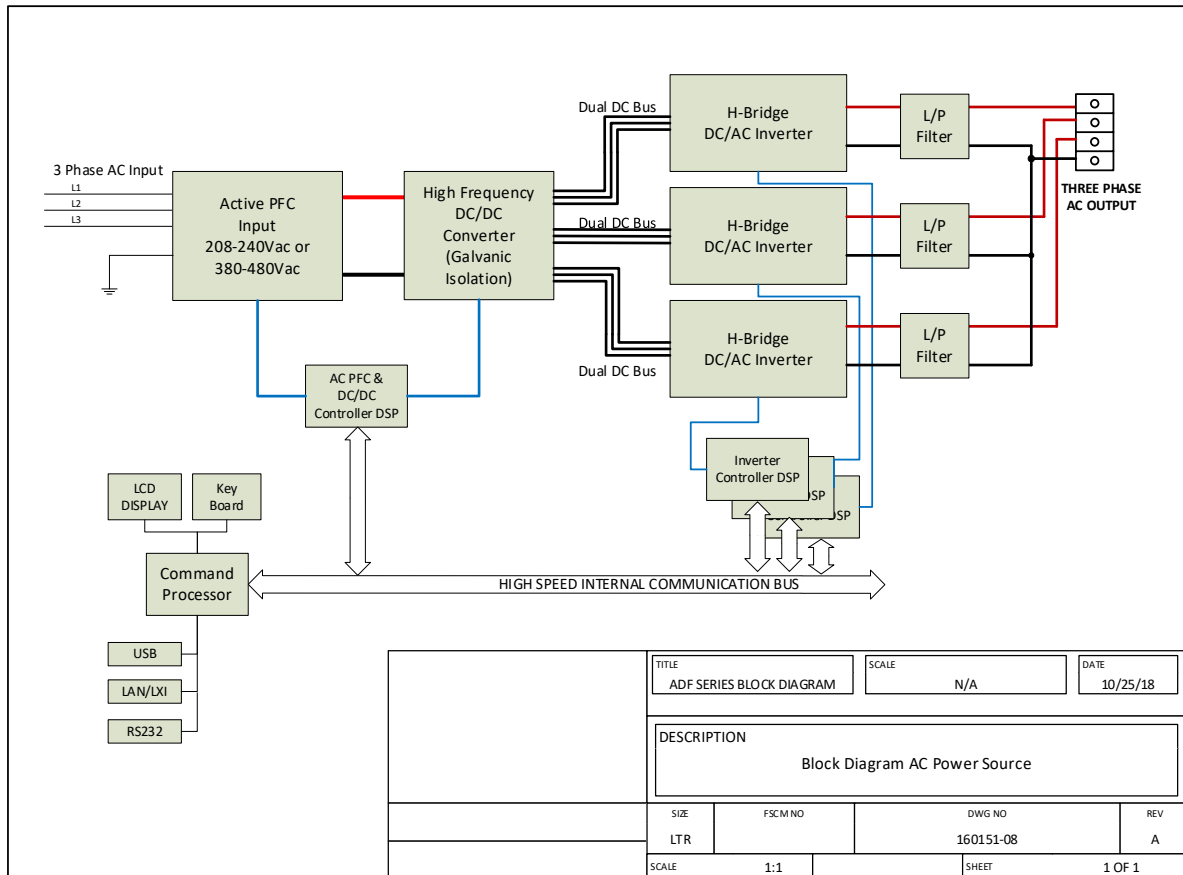 3 Phase AC Input
L1
L2
L3
Active PFC
Input
208-240Vac or
380-480Vac
High Frequency
DC/DC
Converter
(Galvanic
Isolation)
Dual DC Bus
Dual DC Bus
Dual DC Bus
H-Bridge
DC/AC Inverter
H-Bridge
DC/AC Inverter
H-Bridge
DC/AC Inverter
L/P
Filter
L/P
Filter
L/P
Filter
THREE PHASE
AC OUTPUT
AC PFC &
DC/DC
Controller DSP
Inverter
Controller DSP
DSP
Controller DSP
LCD
DISPLAY
Key
Board
Command
Processor
HIGH SPEED INTERNAL COMMUNICATION BUS
USB
LAN/LXI
RS232
TITLE
ADF SERIES BLOCK DIAGRAM
SCALE
N/A
DATE
10/25/18
DESCRIPTION
Block Diagram AC Power Source
SIZE
LTR
FSCM NO
DWG NO
160151-08
REV
A
SCALE
1:1
SHEET
1 OF 1